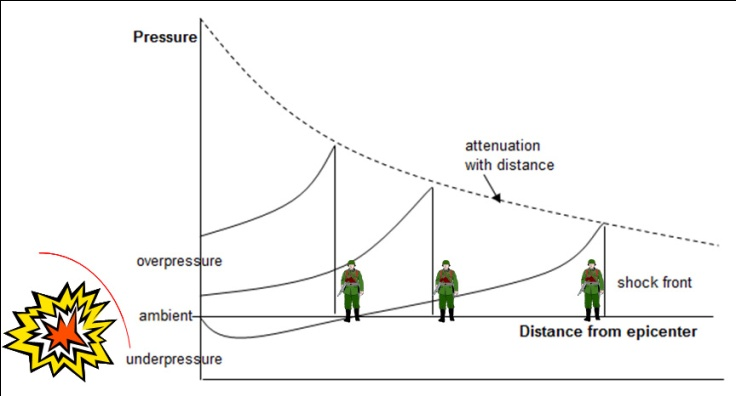 Pressure
attenuation
with distance
overpressure
shock front
ambient
Distance from epicenter
underpressure